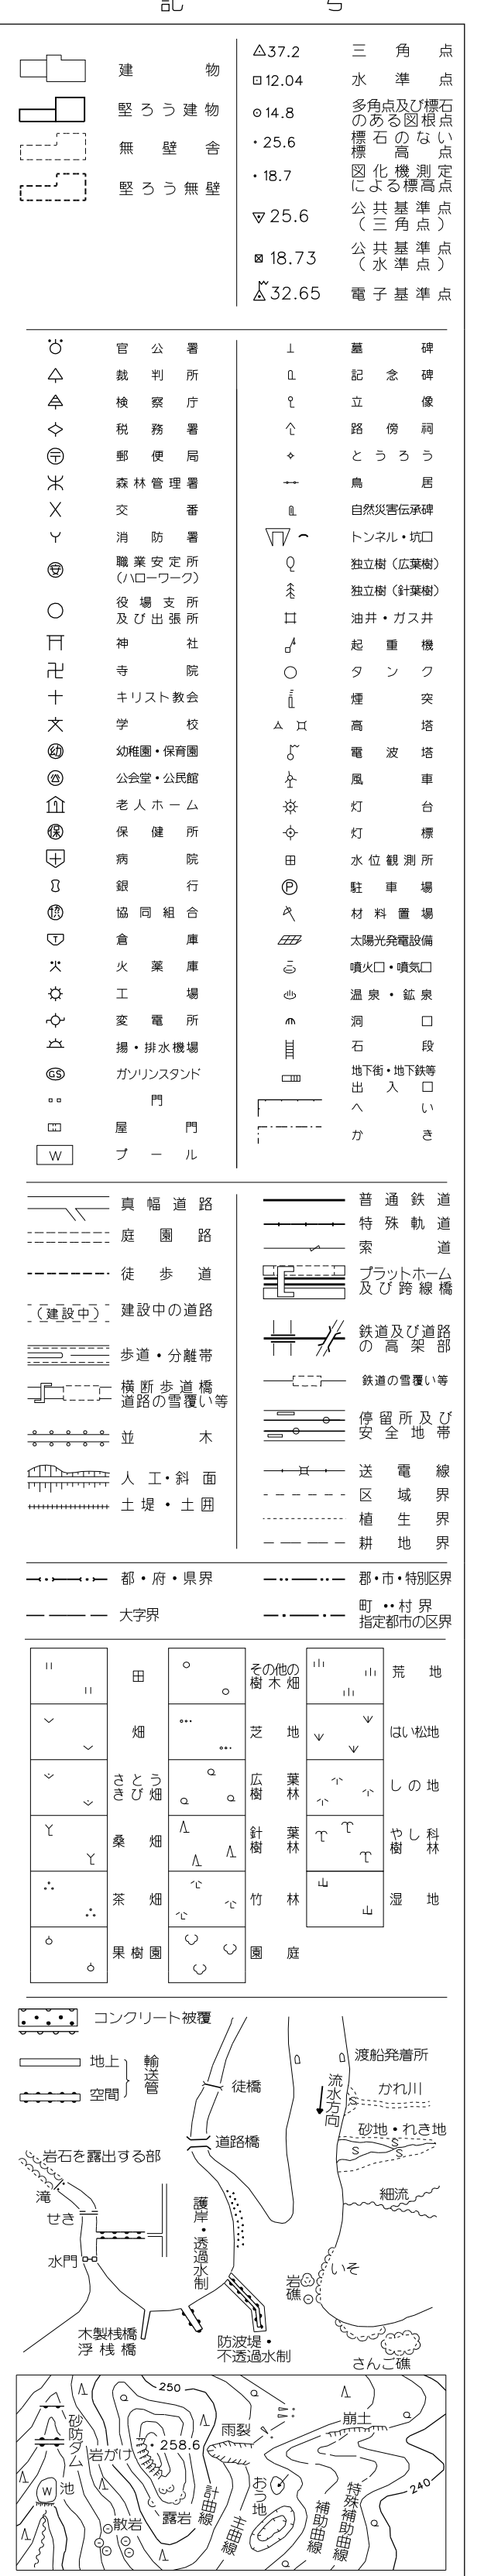 記号
建物
堅ろう建物
無壁舎
堅ろう無壁
37.2 三角点
12.04 水準点
14.8 多角点及び標石
のある図根点
25.6 標石のない
標高点
18.7 図化機測定
による標高点
25.6 公共基準点
(三角点)
18.73 公共基準点
(水準点)
32.65 電子基準点
官公署
裁判所
検察庁
税務署
郵便局
森林管理署
交番
消防署
職業安定所
(ハローワーク)
役場支所
及び出張所
神社
寺院
キリスト教会
文 学校
幼 幼稚園・保育園
公 公会堂・公民館
老人ホーム
保 保健所
病院
銀行
協 協同組合
T 倉庫
火 火薬庫
工場
変電所
揚・排水機場
GS ガソリンスタンド
門
屋門
W プール
墓碑
記念碑
立像
路傍祠
とうろう
鳥居
自然災害伝承碑
トンネル・坑口
独立樹(広葉樹)
独立樹(針葉樹)
油井・ガス井
起重機
タンク
煙突
高塔
電波塔
風車
灯台
灯標
水位観測所
P 駐車場
材料置場
太陽光発電設備
噴火口・噴気口
温泉・鉱泉
洞口
石段
地下街・地下鉄等
出入口
へい
かき
真幅道路
庭園路
徒歩道
(建設中) 建設中の道路
歩道・分離帯
横断歩道橋
道路の雪覆い等
並木
人工・斜面
土堤・土囲
普通鉄道
特殊軌道
索道
プラットホーム
及び跨線橋
鉄道及び道路
の高架部
鉄道の雪覆い等
停留所及び
安全地帯
送電線
区域界
植生界
耕地界
都・府・県界
大字界
郡・市・特別区界
町・・村界
指定都市の区界
田
畑
さとう
きび畑
桑畑
茶畑
果樹園
その他の
樹木畑
芝地
広葉
樹林
針葉
樹林
竹林
園庭
荒地
はい松地
しの地
やし科
樹林
湿地
コンクリート被覆
地上
空間
輸送管
徒橋
道路橋
渡船発着所
流水方向
かれ川
砂地・れき地
S
S
S
S
細流
岩石を露出する部
滝
せき
水門
護岸・透過水制
いそ
岩礁
木製桟橋
浮桟橋
防波堤・
不透過水制
さんご礁
250
砂防ダム
岩がけ
258.6
雨裂
崩土
W
池
散岩
露岩
計曲線
主曲線
おう地
補助曲線
特殊補助曲線
240